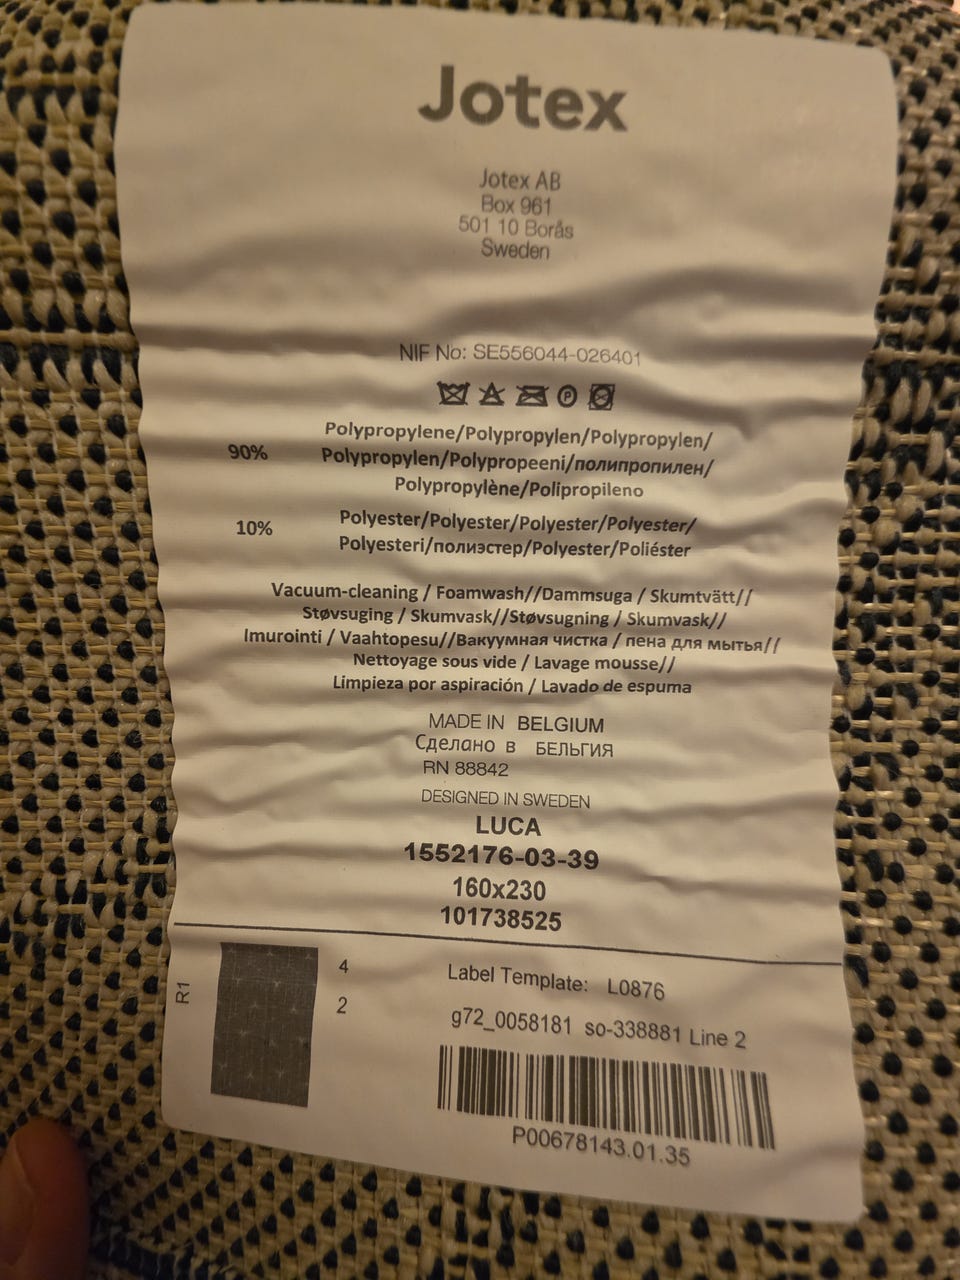 Jotex
Jotex AB
Box 961
501 10 Borås
Sweden
NIF No: SE556044-026401
P
90% Polypropylene/Polypropylen/Polypropylen/
Polypropylen/Polypropeeni/полипропилен/
Polypropylène/Polipropileno
10% Polyester/Polyester/Polyester/Polyester/
Polyesteri/полиэстер/Polyester/Poliéster
Vacuum-cleaning / Foamwash//Dammsuga / Skumtvätt//
Støvsuging / Skumvask//Støvsugning / Skumvask//
Imurointi / Vaahtopesu//Вакуумная чистка / пена для мытья//
Nettoyage sous vide / Lavage mousse//
Limpieza por aspiración / Lavado de espuma
MADE IN BELGIUM
Сделано в БЕЛЬГИЯ
RN 88842
DESIGNED IN SWEDEN
LUCA
1552176-03-39
160x230
101738525
R1
4
2
Label Template: L0876
g72_0058181 so-338881 Line 2
P00678143.01.35